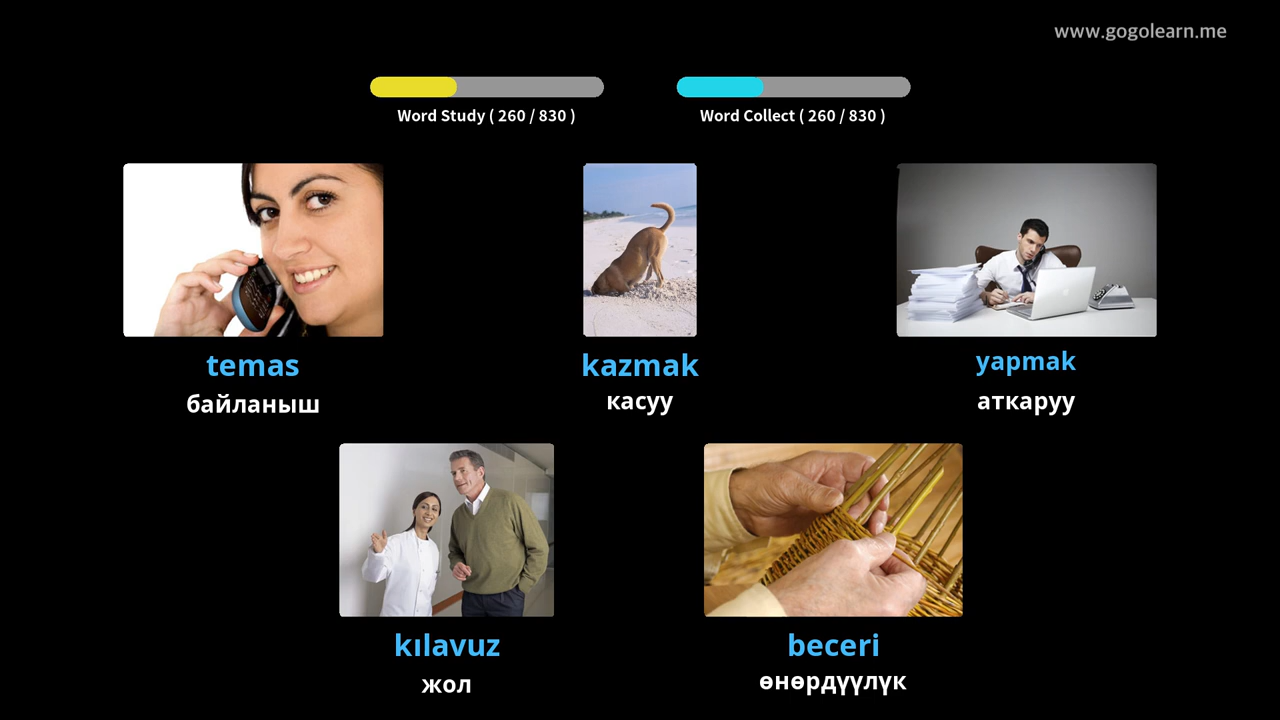 www.gogolearn.me
Word Study ( 260 / 830 )
Word Collect ( 260 / 830 )
temas
байланыш
kazmak
касуу
yapmak
аткаруу
kılavuz
жол
beceri
өнөрдүүлүк